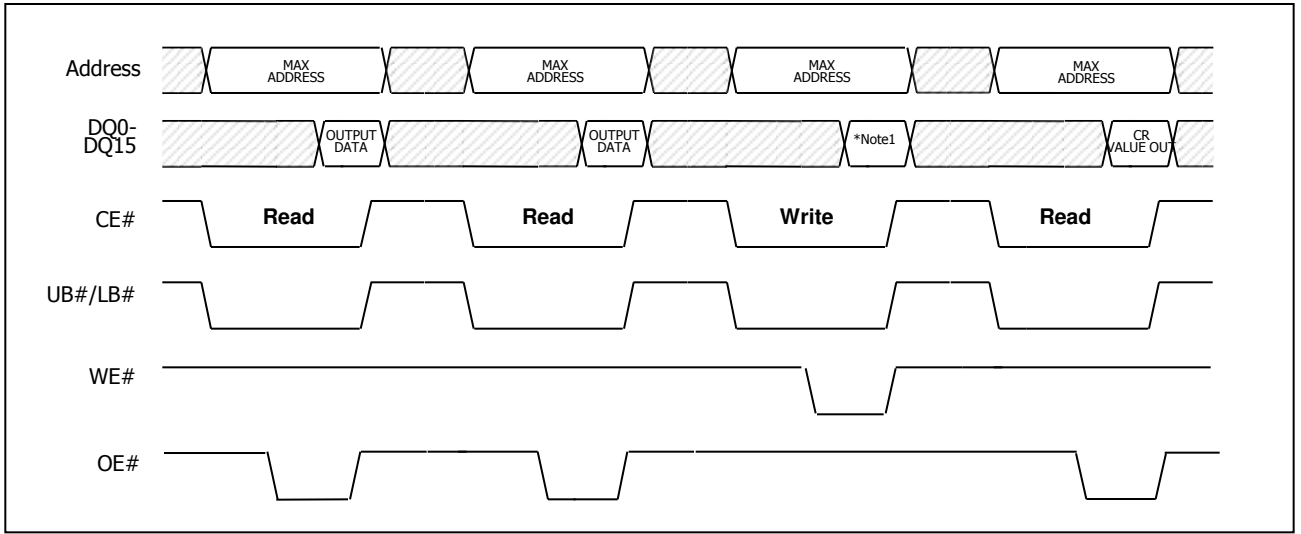 Address
MAX
ADDRESS
MAX
ADDRESS
MAX
ADDRESS
MAX
ADDRESS
DQ0-
DQ15
OUTPUT
DATA
OUTPUT
DATA
*Note1
CR
VALUE OUT
CE#
Read
Read
Write
Read
UB#/LB#
WE#
OE#